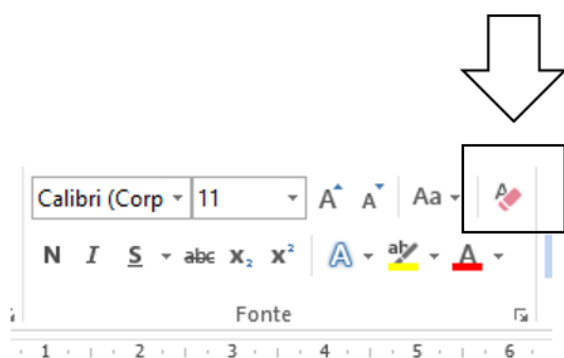 Calibri (Corp 11 A A Aa A
N I S abc X₂ X² A ab A
Fonte
1 2 3 4 5 6